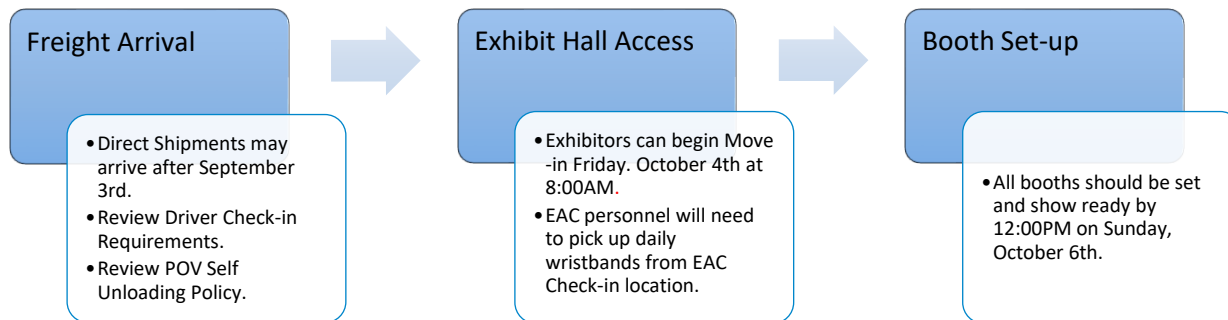 Freight Arrival
•Direct Shipments may
arrive after September
3rd.
•Review Driver Check-in
Requirements.
•Review POV Self
Unloading Policy.
Exhibit Hall Access
•Exhibitors can begin Move
-in Friday. October 4th at
8:00AM.
•EAC personnel will need
to pick up daily
wristbands from EAC
Check-in location.
Booth Set-up
•All booths should be set
and show ready by
12:00PM on Sunday,
October 6th.